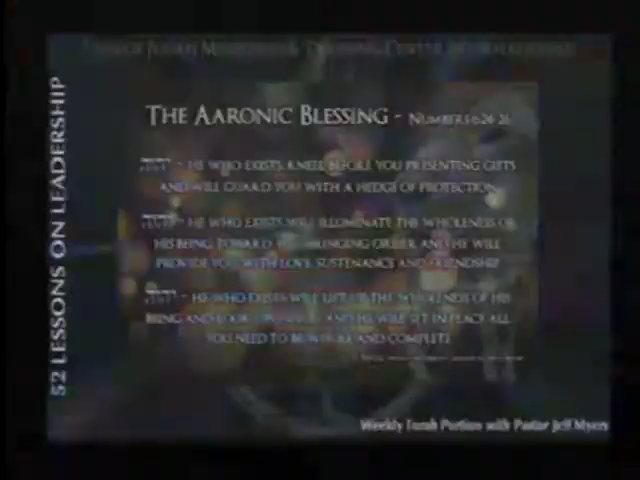 52 LESSONS ON LEADERSHIP
THE AARONIC BLESSING - NUMBERS 6:24-26
- HE WHO EXISTS KNEEL BEFORE YOU PRESENTING GIFTS
AND WILL GUARD YOU WITH A HEDGE OF PROTECTION
- HE WHO EXISTS WILL ILLUMINATE THE WHOLENESS OF
HIS BEING TOWARD BRINGING ORDER AND HE WILL
PROVIDE YOU WITH LOVE, SUSTENANCE AND FRIENDSHIP
- HE WHO EXISTS WILL LIFT UP THE WHOLENESS OF HIS
BEING AND LOOK UPON AND HE WILL SET IN PLACE ALL
YOU NEED TO BE WHOLE AND COMPLETE
Weekly Torah Portion with Pastor Jeff Myers